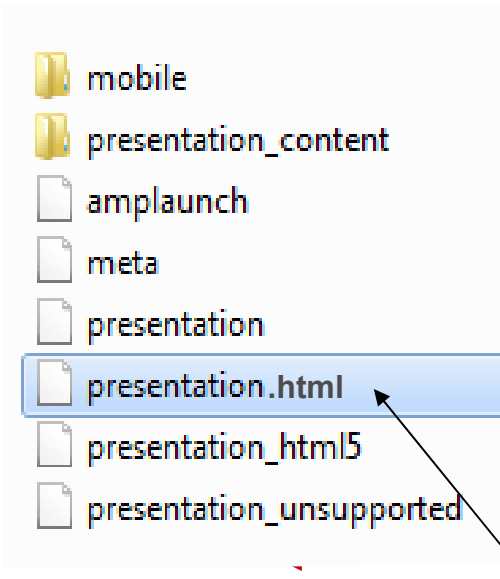 mobile
presentation_content
amplaunch
meta
presentation
presentation.html
presentation_html5
presentation_unsupported